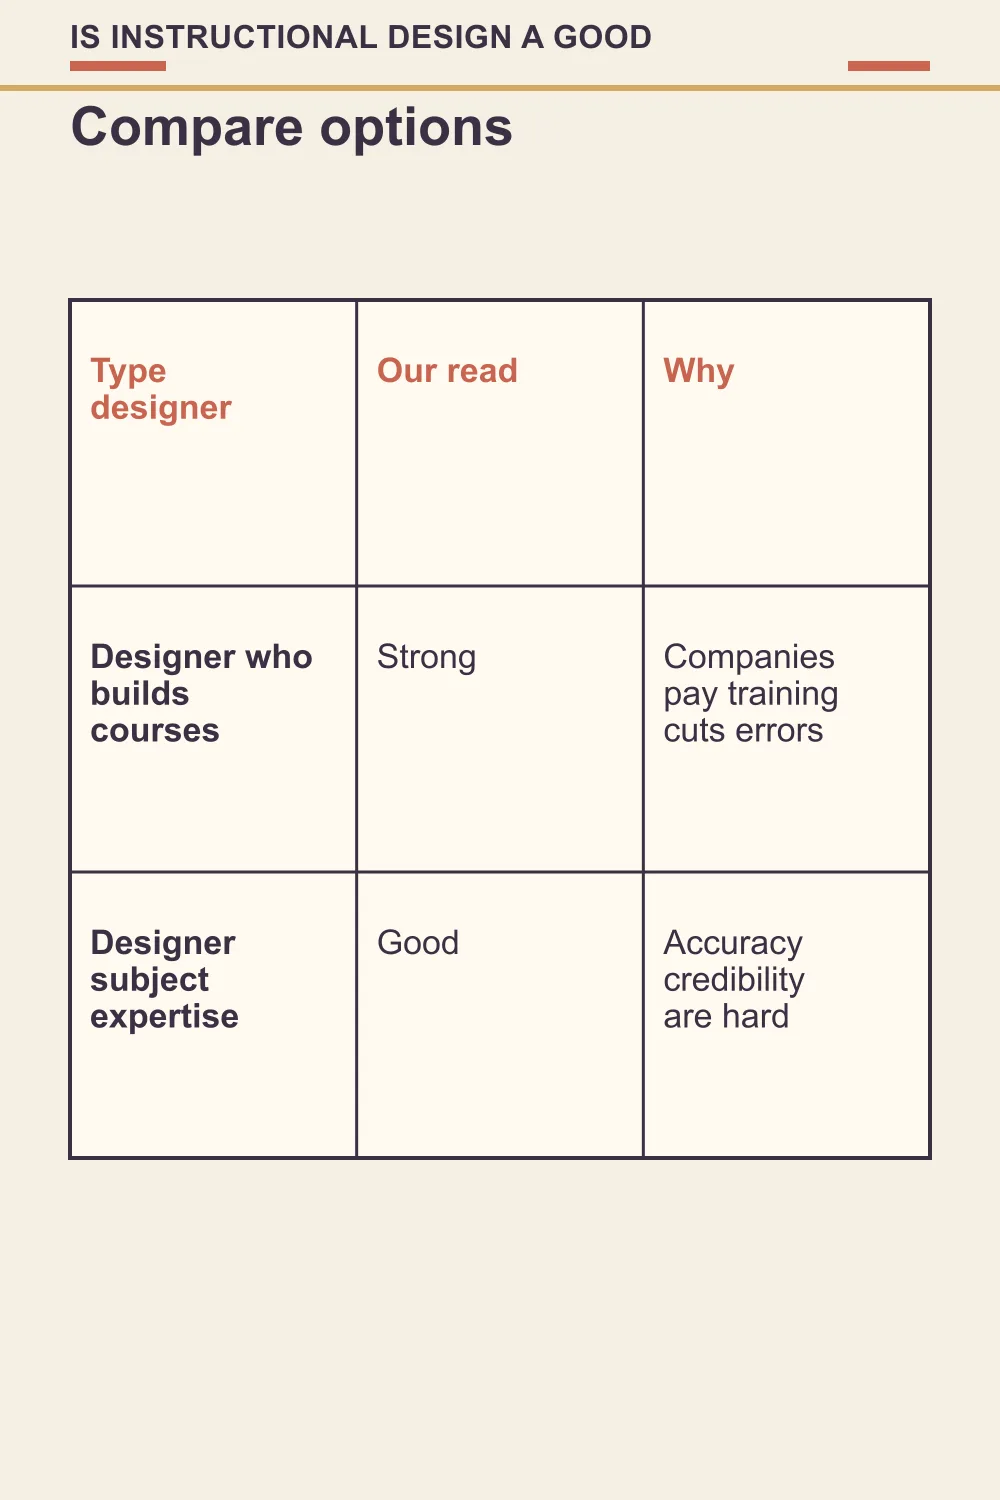 IS INSTRUCTIONAL DESIGN A GOOD
Compare options
Type
designer
Our read
Why
Designer who
builds
courses
Strong
Companies
pay training
cuts errors
Designer
subject
expertise
Good
Accuracy
credibility
are hard